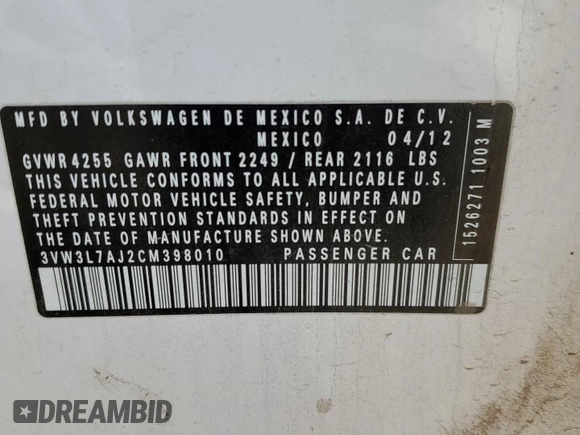 MFD BY VOLKSWAGEN DE MEXICO S.A. DE C.V.
MEXICO 04/12
GVWR 4255 GAWR FRONT 2249 / REAR 2116 LBS
THIS VEHICLE CONFORMS TO ALL APPLICABLE U.S.
FEDERAL MOTOR VEHICLE SAFETY, BUMPER AND
THEFT PREVENTION STANDARDS IN EFFECT ON
THE DATE OF MANUFACTURE SHOWN ABOVE.
3VW3L7AJ2CM398010 PASSENGER CAR
1526271 1003 M
DREAMBID